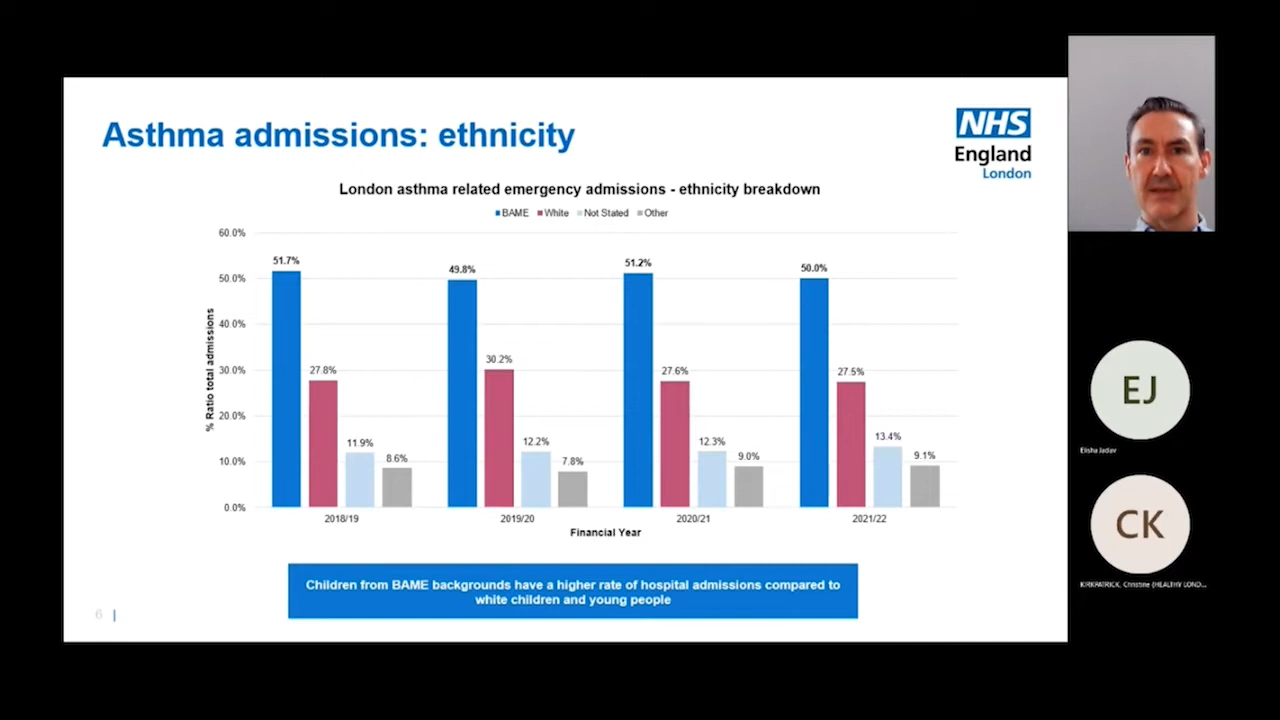 Asthma admissions: ethnicity
NHS
England
London
London asthma related emergency admissions - ethnicity breakdown
BAME White Not Stated Other
% Ratio total admissions
60.0%
50.0%
40.0%
30.0%
20.0%
10.0%
0.0%
51.7%
27.8%
11.9%
8.6%
49.8%
30.2%
12.2%
7.8%
51.2%
27.6%
12.3%
9.0%
50.0%
27.5%
13.4%
9.1%
2018/19 2019/20 2020/21 2021/22
Financial Year
Children from BAME backgrounds have a higher rate of hospital admissions compared to
white children and young people
6 |
EJ
Elisha Jadav
CK
KIRKPATRICK, Christine (HEALTHY LOND...